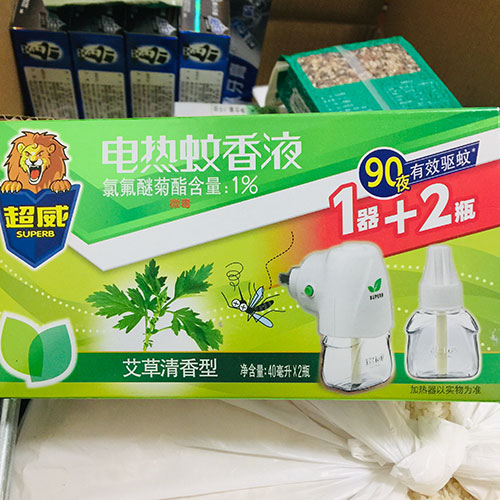 电热蚊香液
氯氟醚菊酯含量:1%
微毒
90夜有效驱蚊*
1器+2瓶
超威
SUPERB
SUPERB
艾草清香型
净含量:40毫升X2瓶
加热器以实物为准